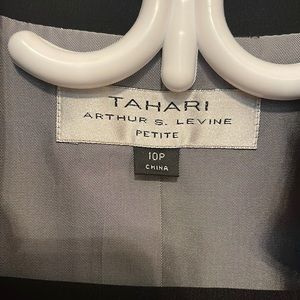 TAHARI
ARTHUR S. LEVINE
PETITE
10P
CHINA